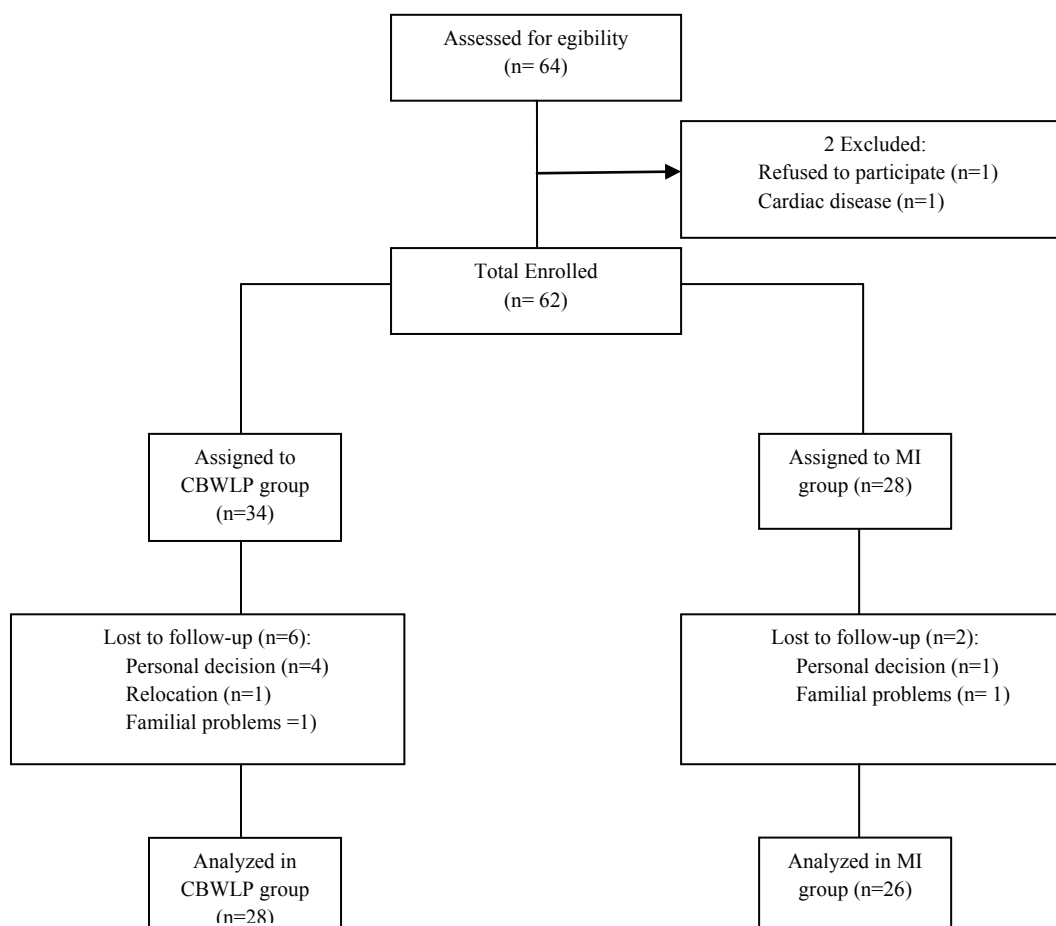 Assessed for egibility
(n= 64)
2 Excluded:
Refused to participate (n=1)
Cardiac disease (n=1)
Total Enrolled
(n= 62)
Assigned to
CBWLP group
(n=34)
Assigned to MI
group (n=28)
Lost to follow-up (n=6):
Personal decision (n=4)
Relocation (n=1)
Familial problems =1)
Lost to follow-up (n=2):
Personal decision (n=1)
Familial problems (n= 1)
Analyzed in
CBWLP group
(n=28)
Analyzed in MI
group (n=26)